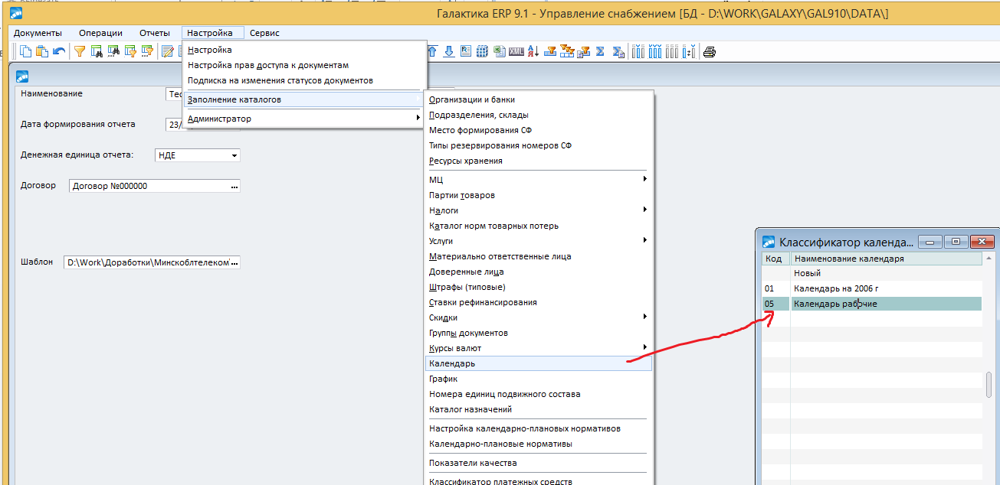 Галактика ERP 9.1 - Управление снабжением [БД - D:\WORK\GALAXY\GAL910\DATA\]
Документы Операции Отчеты Настройка Сервис
Настройка
Настройка прав доступа к документам
Подписка на изменения статусов документов
Заполнение каталогов
Администратор
Наименование
Дата формирования отчета 23/
Денежная единица отчета: НДЕ
Договор Договор №000000 ...
Шаблон D:\Work\Доработки\Минскоблтелеком\ ...
Организации и банки
Подразделения, склады
Место формирования СФ
Типы резервирования номеров СФ
Ресурсы хранения
МЦ
Партии товаров
Налоги
Каталог норм товарных потерь
Услуги
Материально ответственные лица
Доверенные лица
Штрафы (типовые)
Ставки рефинансирования
Скидки
Группы документов
Курсы валют
Календарь
График
Номера единиц подвижного состава
Каталог назначений
Настройка календарно-плановых нормативов
Календарно-плановые нормативы
Показатели качества
Классификатор платежных средств
Классификатор календа...
Код Наименование календаря
Новый
01 Календарь на 2006 г
05 Календарь рабочие